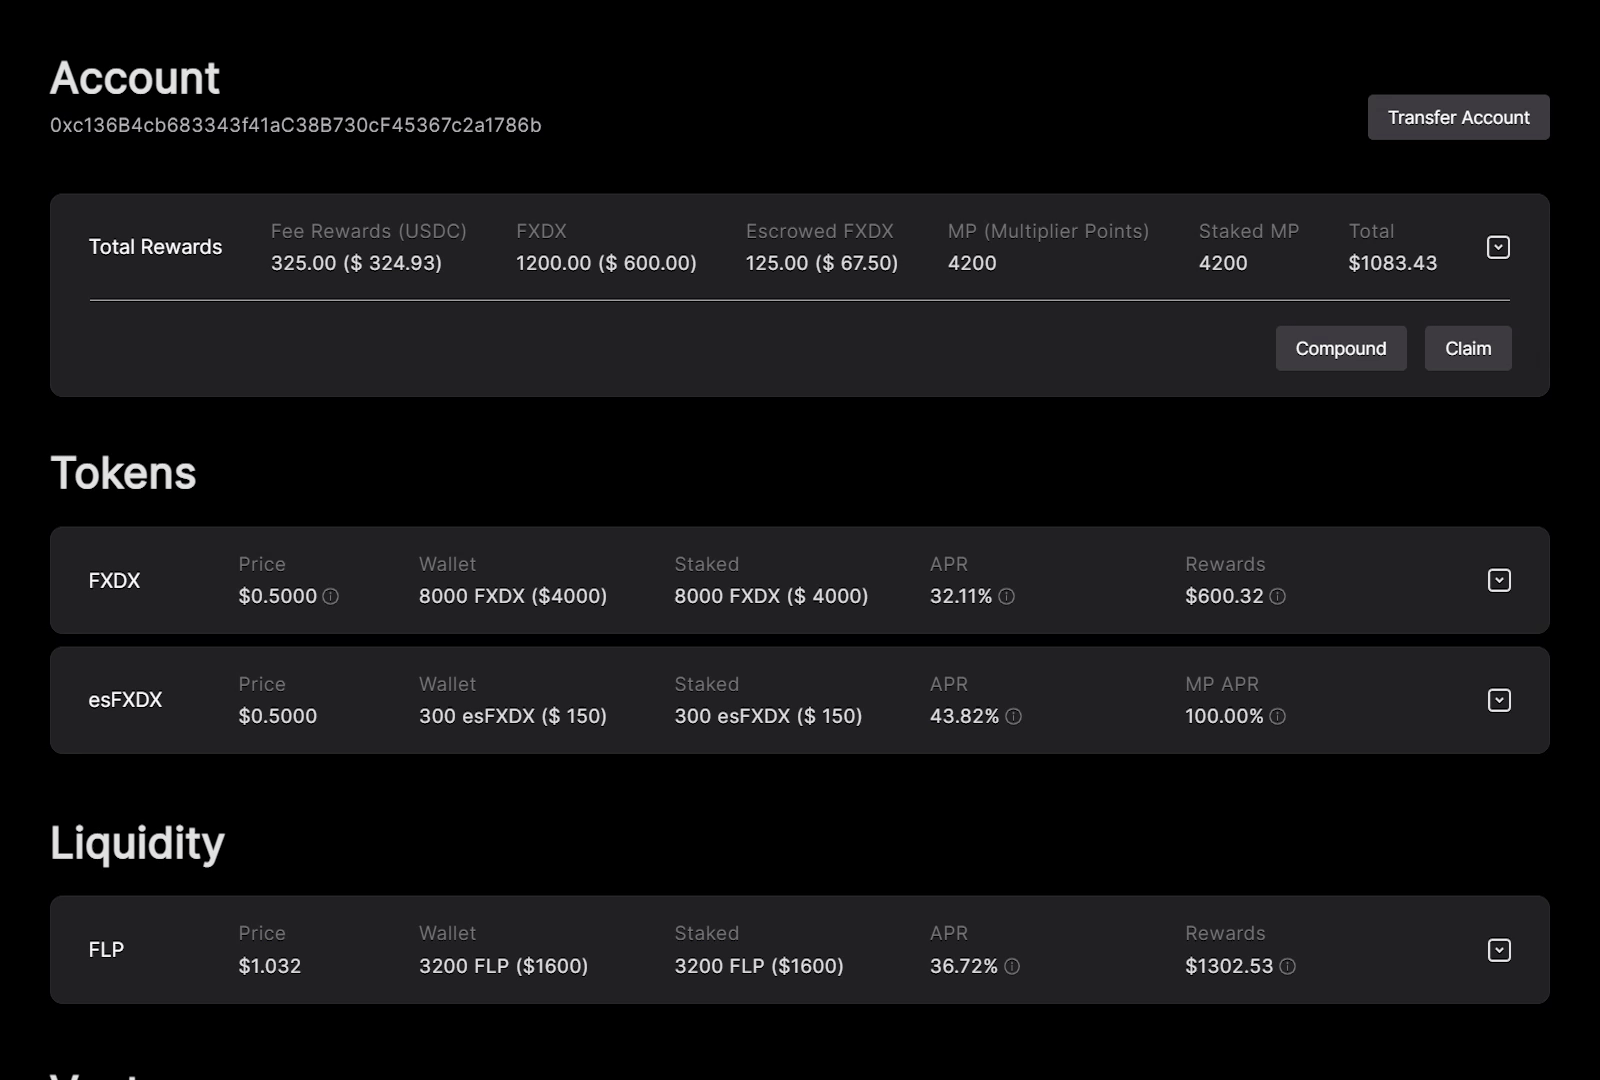 Account
0xc136B4cb683343f41aC38B730cF45367c2a1786b
Transfer Account
Total Rewards
Fee Rewards (USDC)
325.00 ($ 324.93)
FXDX
1200.00 ($ 600.00)
Escrowed FXDX
125.00 ($ 67.50)
MP (Multiplier Points)
4200
Staked MP
4200
Total
$1083.43
Compound
Claim
Tokens
FXDX
Price
$0.5000
Wallet
8000 FXDX ($4000)
Staked
8000 FXDX ($ 4000)
APR
32.11%
Rewards
$600.32
esFXDX
Price
$0.5000
Wallet
300 esFXDX ($ 150)
Staked
300 esFXDX ($ 150)
APR
43.82%
MP APR
100.00%
Liquidity
FLP
Price
$1.032
Wallet
3200 FLP ($1600)
Staked
3200 FLP ($1600)
APR
36.72%
Rewards
$1302.53